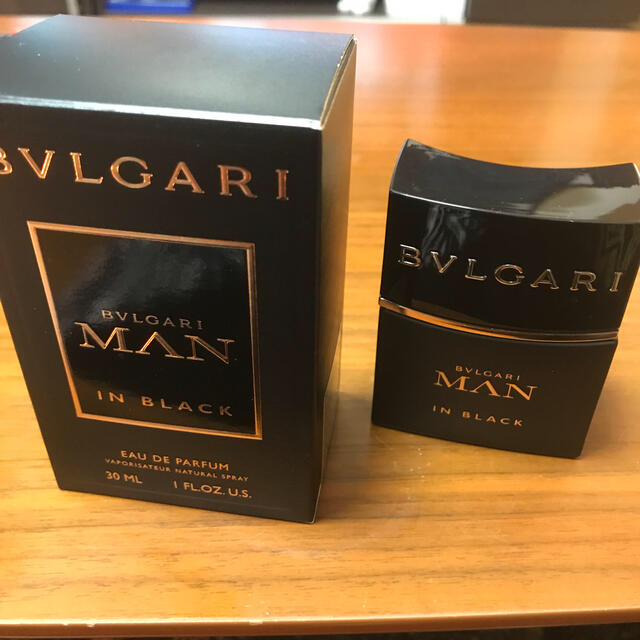 BVLGARI
BVLGARI
MAN
IN BLACK
EAU DE PARFUM
VAPORISATEUR NATURAL SPRAY
30 ML 1 FL.OZ. U.S.
BVLGARI
BVLGARI
MAN
IN BLACK